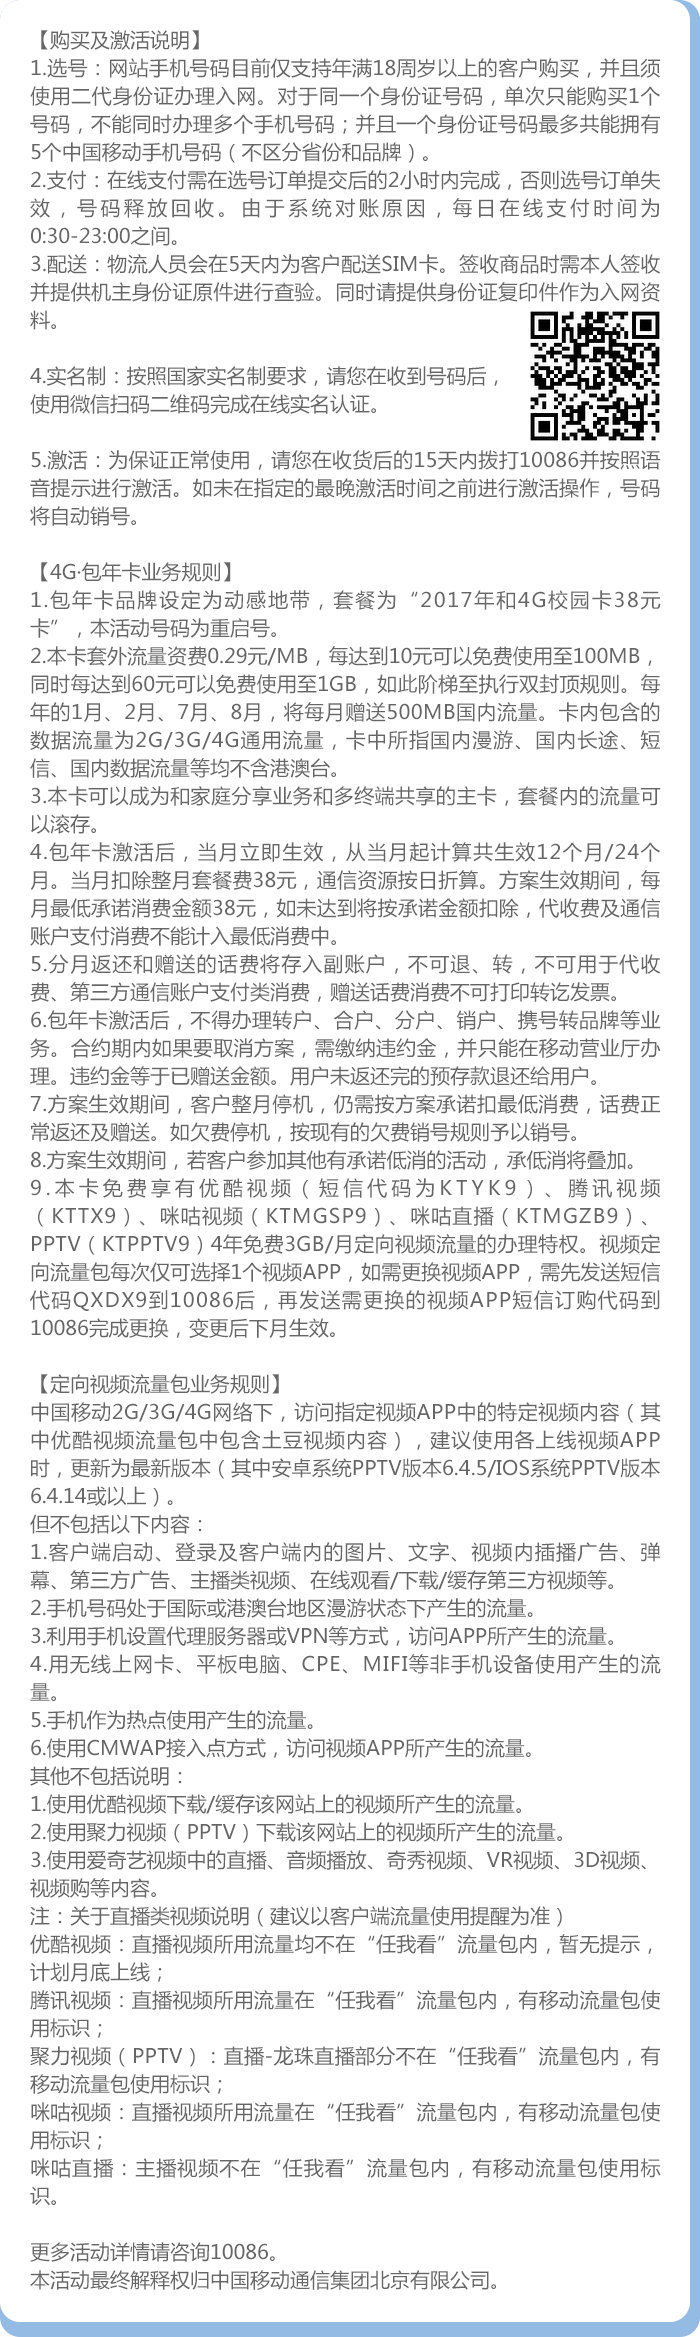 【购买及激活说明】
1.选号：网站手机号码目前仅支持年满18周岁以上的客户购买，并且须
使用二代身份证办理入网。对于同一个身份证号码，单次只能购买1个
号码，不能同时办理多个手机号码；并且一个身份证号码最多共能拥有
5个中国移动手机号码（不区分省份和品牌）。
2.支付：在线支付需在选号订单提交后的2小时内完成，否则选号订单失
效，号码释放回收。由于系统对账原因，每日在线支付时间为
0:30-23:00之间。
3.配送：物流人员会在5天内为客户配送SIM卡。签收商品时需本人签收
并提供机主身份证原件进行查验。同时请提供身份证复印件作为入网资
料。
4.实名制：按照国家实名制要求，请您在收到号码后，
使用微信扫码二维码完成在线实名认证。
5.激活：为保证正常使用，请您在收货后的15天内拨打10086并按照语
音提示进行激活。如未在指定的最晚激活时间之前进行激活操作，号码
将自动销号。
【4G·包年卡业务规则】
1.包年卡品牌设定为动感地带，套餐为“2017年和4G校园卡38元
卡”，本活动号码为重启号。
2.本卡套外流量资费0.29元/MB，每达到10元可以免费使用至100MB，
同时每达到60元可以免费使用至1GB，如此阶梯至执行双封顶规则。每
年的1月、2月、7月、8月，将每月赠送500MB国内流量。卡内包含的
数据流量为2G/3G/4G通用流量，卡中所指国内漫游、国内长途、短
信、国内数据流量等均不含港澳台。
3.本卡可以成为和家庭分享业务和多终端共享的主卡，套餐内的流量可
以滚存。
4.包年卡激活后，当月立即生效，从当月起计算共生效12个月/24个
月。当月扣除整月套餐费38元，通信资源按日折算。方案生效期间，每
月最低承诺消费金额38元，如未达到将按承诺金额扣除，代收费及通信
账户支付消费不能计入最低消费中。
5.分月返还和赠送的话费将存入副账户，不可退、转，不可用于代收
费、第三方通信账户支付类消费，赠送话费消费不可打印转讫发票。
6.包年卡激活后，不得办理转户、合户、分户、销户、携号转品牌等业
务。合约期内如果要取消方案，需缴纳违约金，并只能在移动营业厅办
理。违约金等于已赠送金额。用户未返还完的预存款退还给用户。
7.方案生效期间，客户整月停机，仍需按方案承诺扣最低消费，话费正
常返还及赠送。如欠费停机，按现有的欠费销号规则予以销号。
8.方案生效期间，若客户参加其他有承诺低消的活动，承低消将叠加。
9.本卡免费享有优酷视频（短信代码为KTYK9）、腾讯视频
（KTTX9）、咪咕视频（KTMGSP9）、咪咕直播（KTMGZB9）、
PPTV（KTPPTV9）4年免费3GB/月定向视频流量的办理特权。视频定
向流量包每次仅可选择1个视频APP，如需更换视频APP，需先发送短信
代码QXDX9到10086后，再发送需更换的视频APP短信订购代码到
10086完成更换，变更后下月生效。
【定向视频流量包业务规则】
中国移动2G/3G/4G网络下，访问指定视频APP中的特定视频内容（其
中优酷视频流量包中包含土豆视频内容），建议使用各上线视频APP
时，更新为最新版本（其中安卓系统PPTV版本6.4.5/IOS系统PPTV版本
6.4.14或以上）。
但不包括以下内容：
1.客户端启动、登录及客户端内的图片、文字、视频内插播广告、弹
幕、第三方广告、主播类视频、在线观看/下载/缓存第三方视频等。
2.手机号码处于国际或港澳台地区漫游状态下产生的流量。
3.利用手机设置代理服务器或VPN等方式，访问APP所产生的流量。
4.用无线上网卡、平板电脑、CPE、MIFI等非手机设备使用产生的流
量。
5.手机作为热点使用产生的流量。
6.使用CMWAP接入点方式，访问视频APP所产生的流量。
其他不包括说明：
1.使用优酷视频下载/缓存该网站上的视频所产生的流量。
2.使用聚力视频（PPTV）下载该网站上的视频所产生的流量。
3.使用爱奇艺视频中的直播、音频播放、奇秀视频、VR视频、3D视频、
视频购等内容。
注：关于直播类视频说明（建议以客户端流量使用提醒为准）
优酷视频：直播视频所用流量均不在“任我看”流量包内，暂无提示，
计划月底上线；
腾讯视频：直播视频所用流量在“任我看”流量包内，有移动流量包使
用标识；
聚力视频（PPTV）：直播-龙珠直播部分不在“任我看”流量包内，有
移动流量包使用标识；
咪咕视频：直播视频所用流量在“任我看”流量包内，有移动流量包使
用标识；
咪咕直播：主播视频不在“任我看”流量包内，有移动流量包使用标
识。
更多活动详情请咨询10086。
本活动最终解释权归中国移动通信集团北京有限公司。